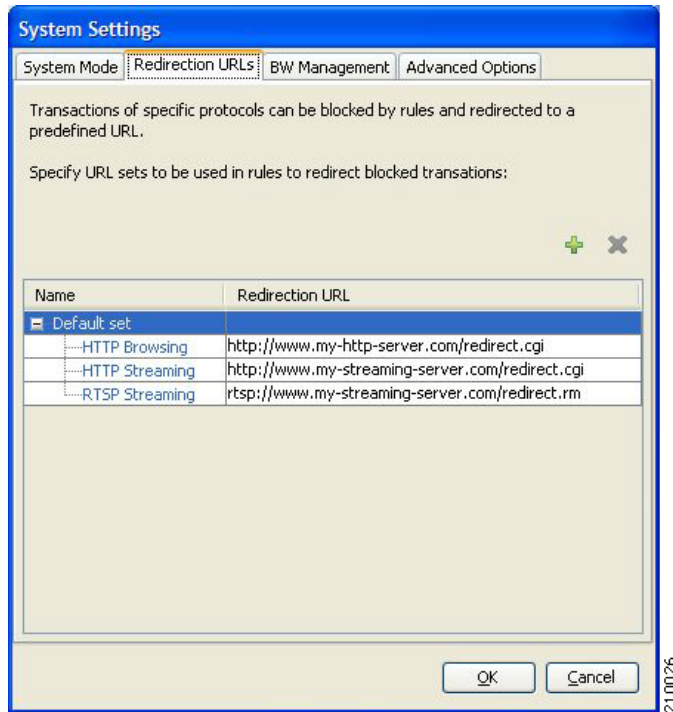 System Settings
System Mode Redirection URLs BW Management Advanced Options
Transactions of specific protocols can be blocked by rules and redirected to a
predefined URL.
Specify URL sets to be used in rules to redirect blocked transations:
Name Redirection URL
Default set
HTTP Browsing http://www.my-http-server.com/redirect.cgi
HTTP Streaming http://www.my-streaming-server.com/redirect.cgi
RTSP Streaming rtsp://www.my-streaming-server.com/redirect.rm
OK Cancel
210026